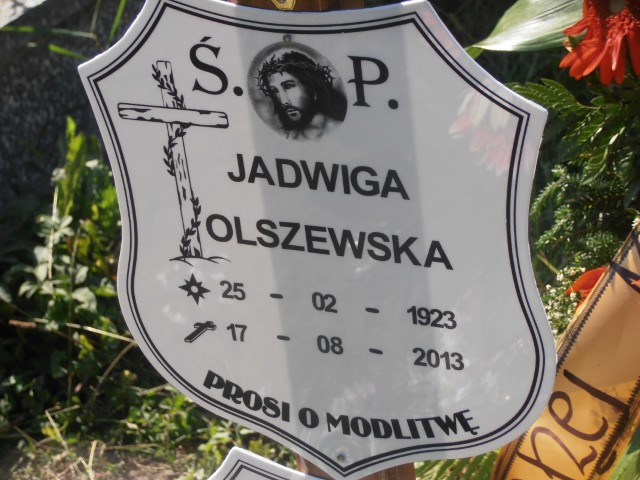 Ś. P.
JADWIGA
OLSZEWSKA
25 - 02 - 1923
17 - 08 - 2013
PROSI O MODLITWĘ